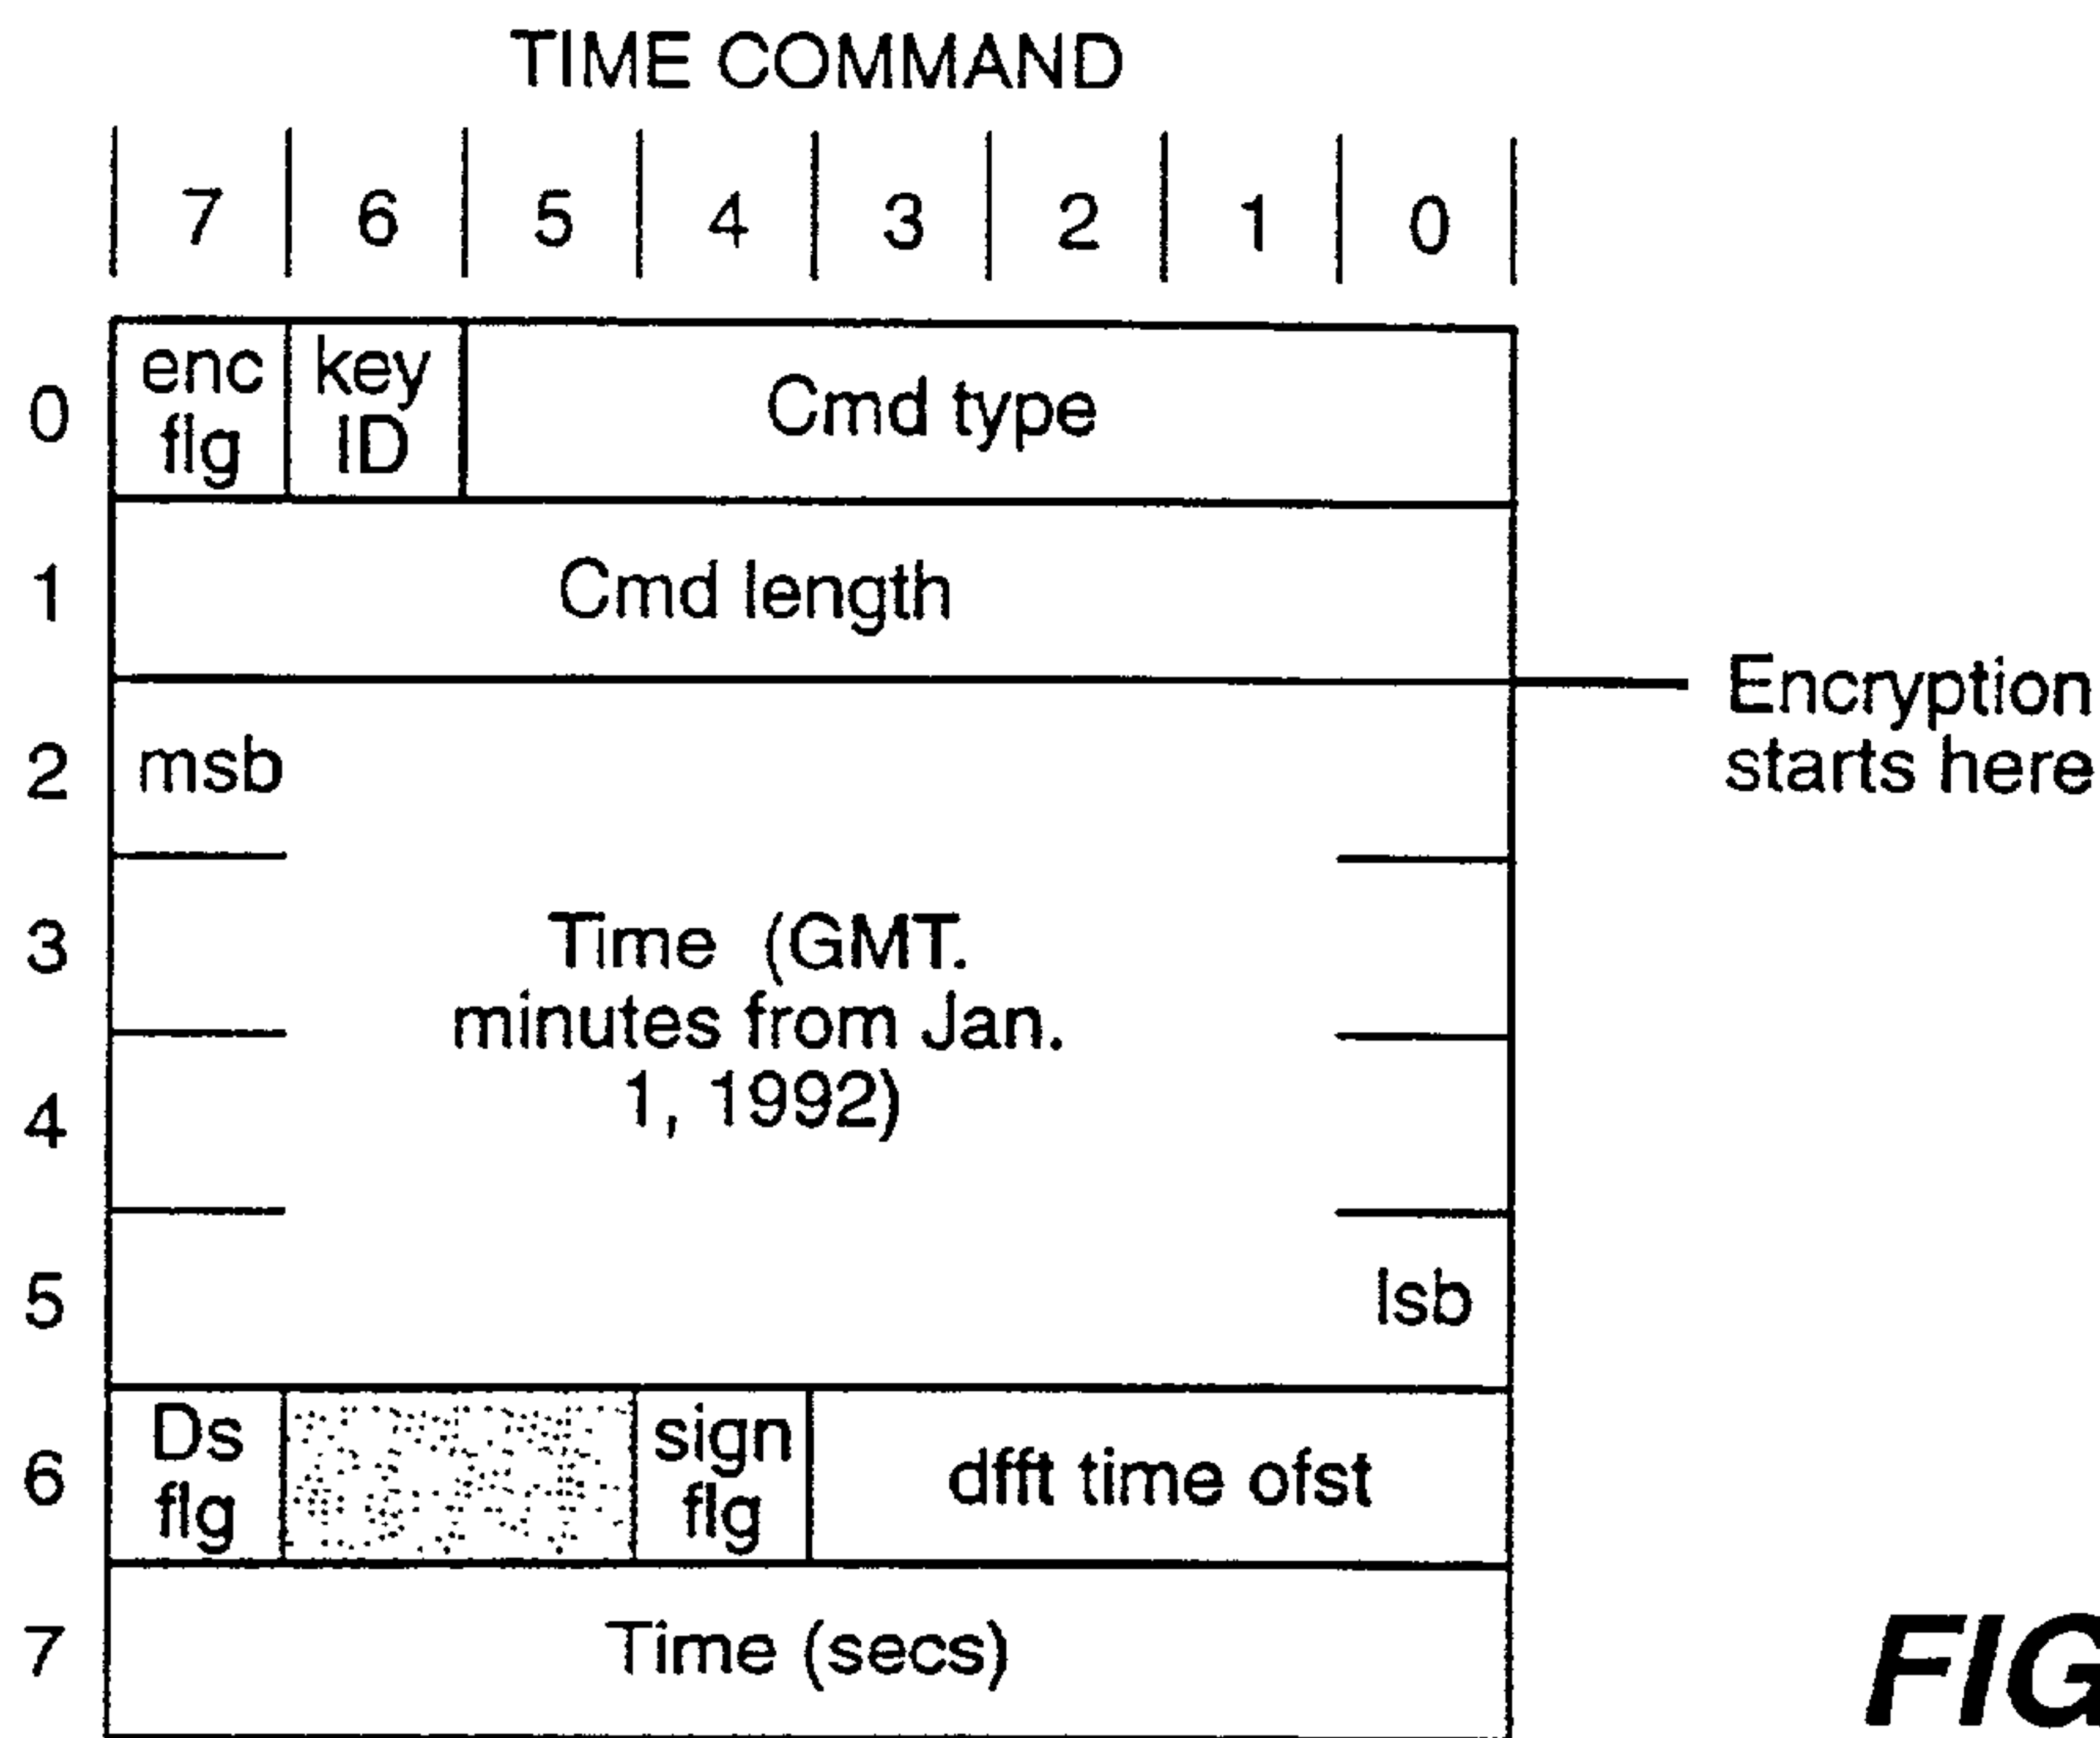 TIME COMMAND
7 6 5 4 3 2 1 0
0 enc flg key ID Cmd type
1 Cmd length
Encryption
starts here
2 msb
3 Time (GMT.
minutes from Jan.
4 1, 1992)
5 lsb
6 Ds flg sign flg dfft time ofst
7 Time (secs)
FIG